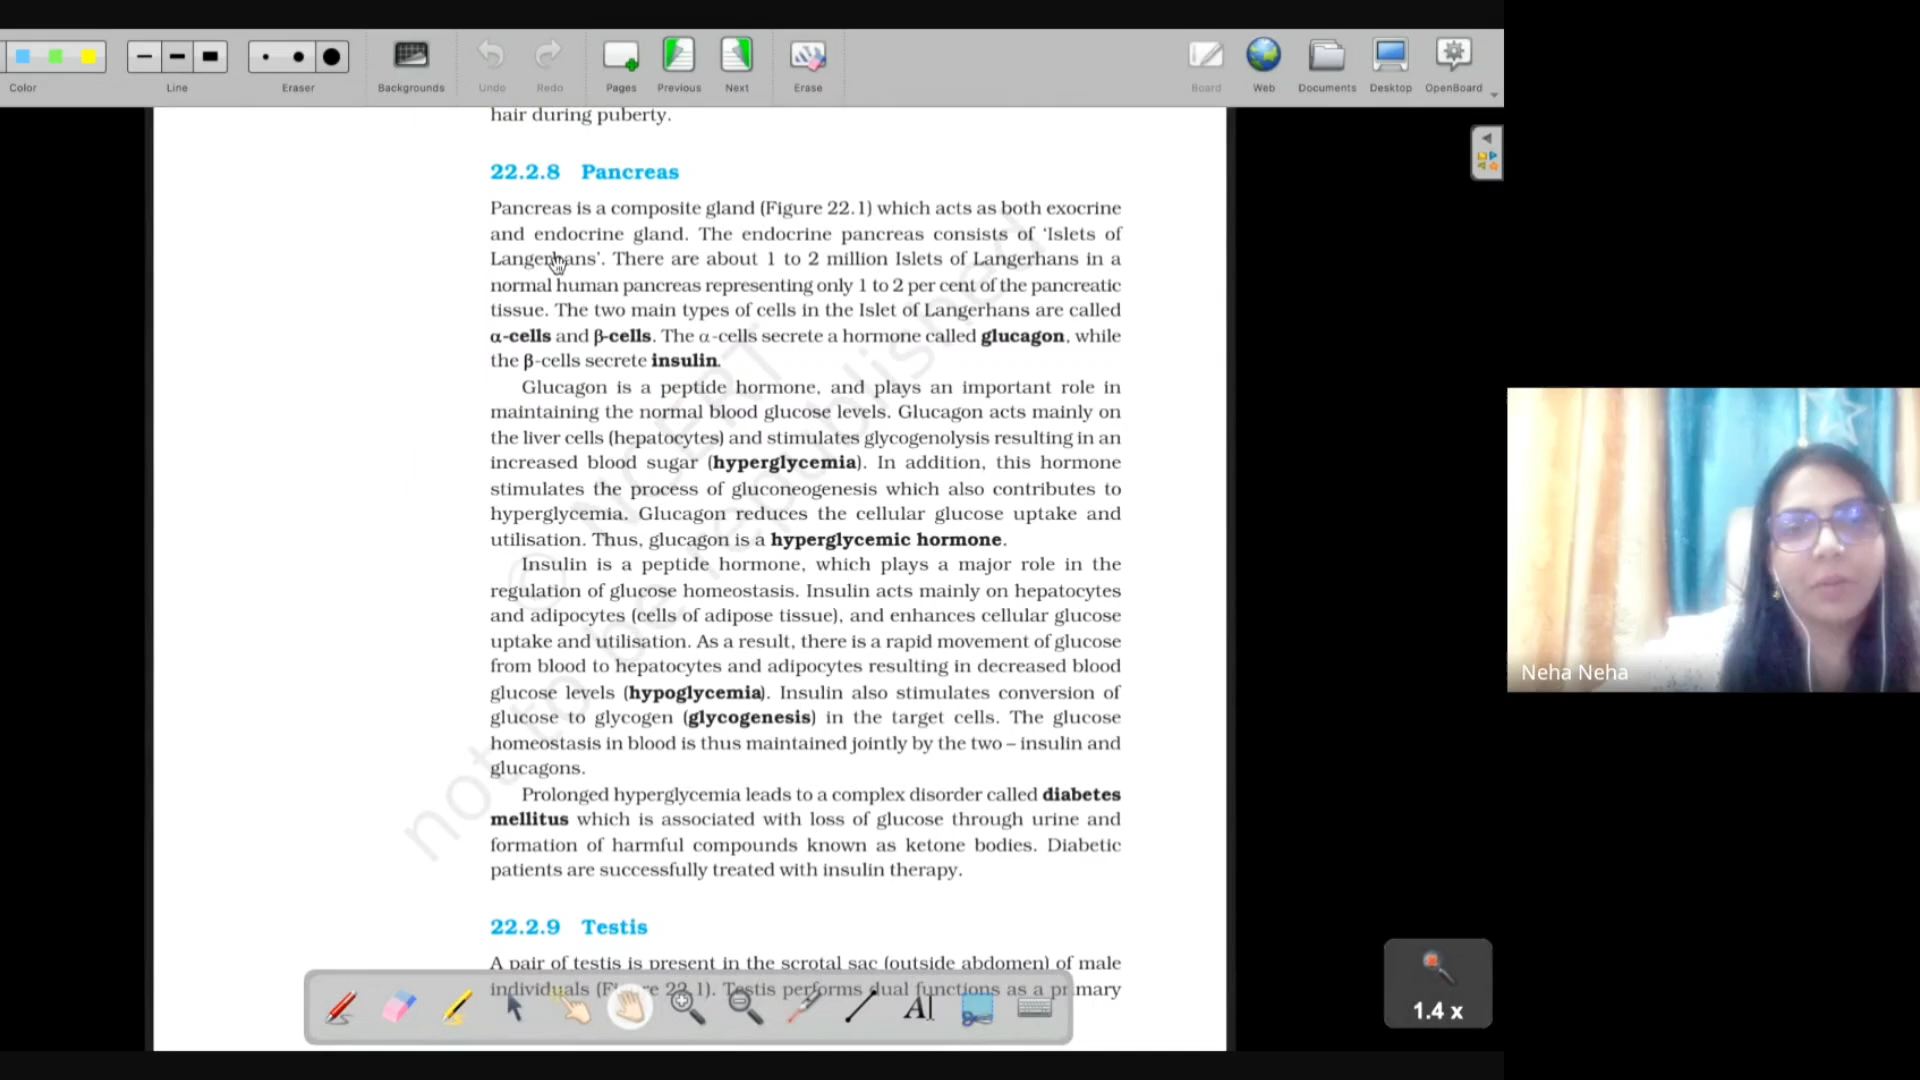 Color
Line
Eraser
Backgrounds
Undo
Redo
Pages
Previous
Next
Erase
Board
Web
Documents
Desktop
OpenBoard
hair during puberty.
22.2.8 Pancreas
Pancreas is a composite gland (Figure 22.1) which acts as both exocrine
and endocrine gland. The endocrine pancreas consists of ‘Islets of
Langerhans’. There are about 1 to 2 million Islets of Langerhans in a
normal human pancreas representing only 1 to 2 per cent of the pancreatic
tissue. The two main types of cells in the Islet of Langerhans are called
α-cells and β-cells. The α-cells secrete a hormone called glucagon, while
the β-cells secrete insulin.
Glucagon is a peptide hormone, and plays an important role in
maintaining the normal blood glucose levels. Glucagon acts mainly on
the liver cells (hepatocytes) and stimulates glycogenolysis resulting in an
increased blood sugar (hyperglycemia). In addition, this hormone
stimulates the process of gluconeogenesis which also contributes to
hyperglycemia. Glucagon reduces the cellular glucose uptake and
utilisation. Thus, glucagon is a hyperglycemic hormone.
Insulin is a peptide hormone, which plays a major role in the
regulation of glucose homeostasis. Insulin acts mainly on hepatocytes
and adipocytes (cells of adipose tissue), and enhances cellular glucose
uptake and utilisation. As a result, there is a rapid movement of glucose
from blood to hepatocytes and adipocytes resulting in decreased blood
glucose levels (hypoglycemia). Insulin also stimulates conversion of
glucose to glycogen (glycogenesis) in the target cells. The glucose
homeostasis in blood is thus maintained jointly by the two – insulin and
glucagons.
Prolonged hyperglycemia leads to a complex disorder called diabetes
mellitus which is associated with loss of glucose through urine and
formation of harmful compounds known as ketone bodies. Diabetic
patients are successfully treated with insulin therapy.
22.2.9 Testis
A pair of testis is present in the scrotal sac (outside abdomen) of male
individuals (Figure 22.1). Testis performs dual functions as a primary
© NCERT
not to be republished
Neha Neha
1.4 x